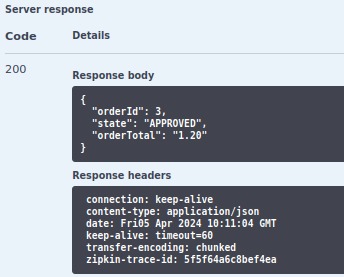 Server response
Code Details
200
Response body
{
"orderId": 3,
"state": "APPROVED",
"orderTotal": "1.20"
}
Response headers
connection: keep-alive
content-type: application/json
date: Fri05 Apr 2024 10:11:04 GMT
keep-alive: timeout=60
transfer-encoding: chunked
zipkin-trace-id: 5f5f64a6c8bef4ea